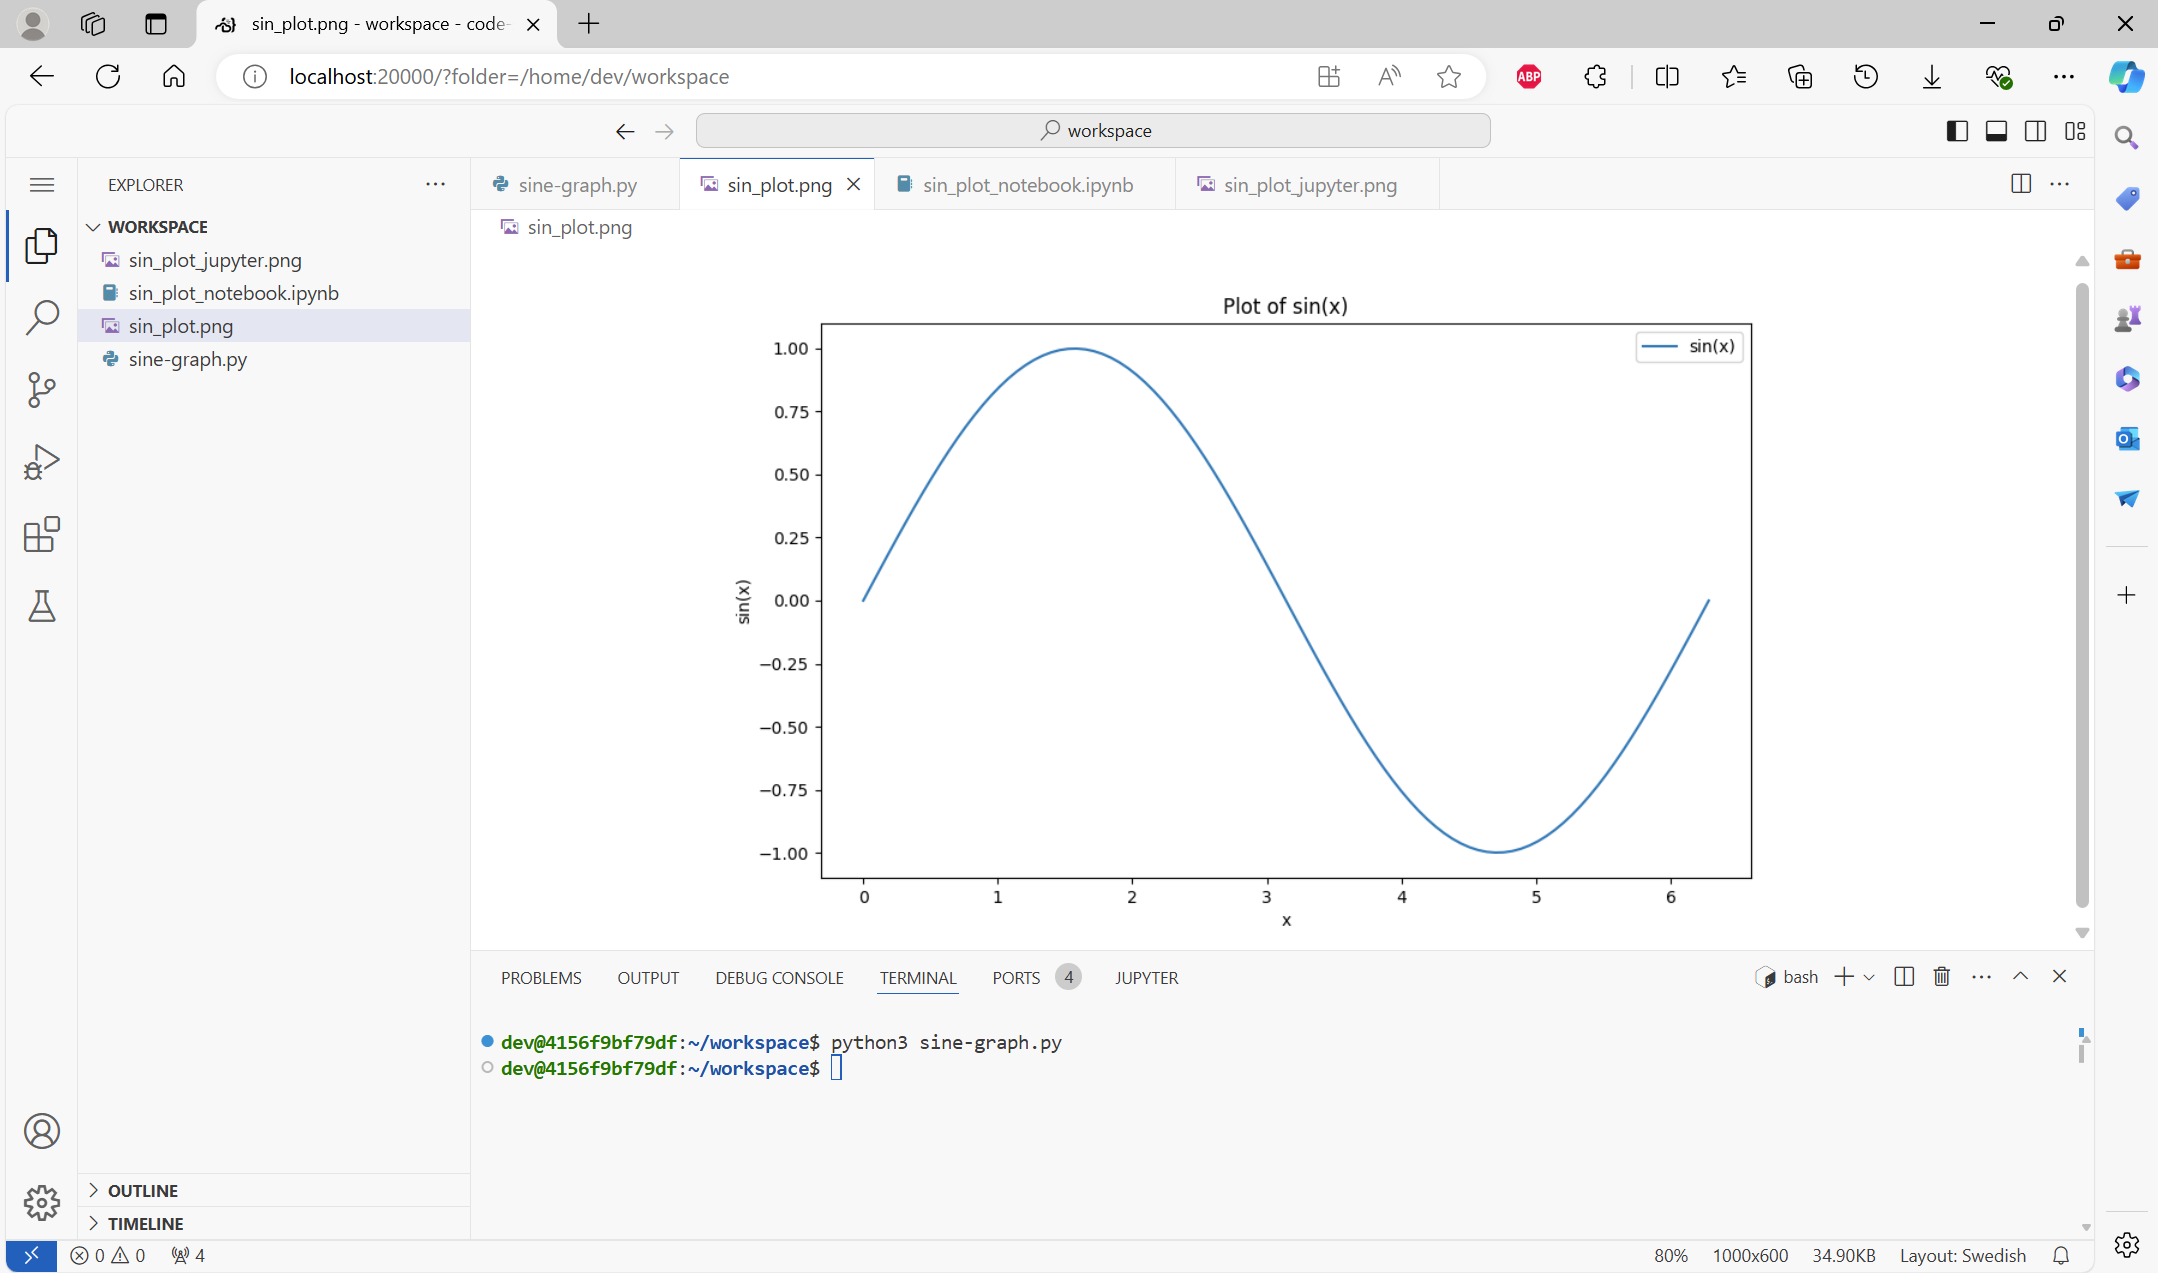 sin_plot.png - workspace - code-
localhost:20000/?folder=/home/dev/workspace
ABP
workspace
EXPLORER
sine-graph.py
sin_plot.png
sin_plot_notebook.ipynb
sin_plot_jupyter.png
WORKSPACE
sin_plot.png
sin_plot_jupyter.png
sin_plot_notebook.ipynb
sin_plot.png
sine-graph.py
Plot of sin(x)
sin(x)
1.00
0.75
0.50
0.25
0.00
−0.25
−0.50
−0.75
−1.00
sin(x)
0 1 2 3 4 5 6
x
PROBLEMS OUTPUT DEBUG CONSOLE TERMINAL PORTS 4 JUPYTER
bash
dev@4156f9bf79df:~/workspace$ python3 sine-graph.py
dev@4156f9bf79df:~/workspace$
OUTLINE
TIMELINE
0 0 4
80% 1000x600 34.90KB Layout: Swedish